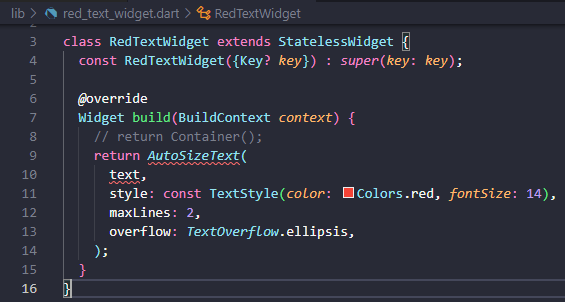 lib > red_text_widget.dart > RedTextWidget
3 class RedTextWidget extends StatelessWidget {
4 const RedTextWidget({Key? key}) : super(key: key);
5
6 @override
7 Widget build(BuildContext context) {
8 // return Container();
9 return AutoSizeText(
10 text,
11 style: const TextStyle(color: Colors.red, fontSize: 14),
12 maxLines: 2,
13 overflow: TextOverflow.ellipsis,
14 );
15 }
16 }